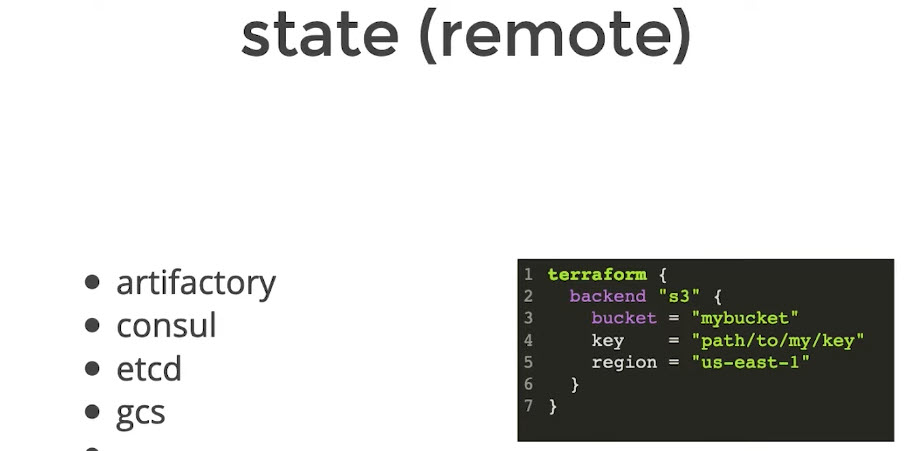 state (remote)
artifactory
consul
etcd
gcs
1 terraform {
2   backend "s3" {
3     bucket = "mybucket"
4     key    = "path/to/my/key"
5     region = "us-east-1"
6   }
7 }